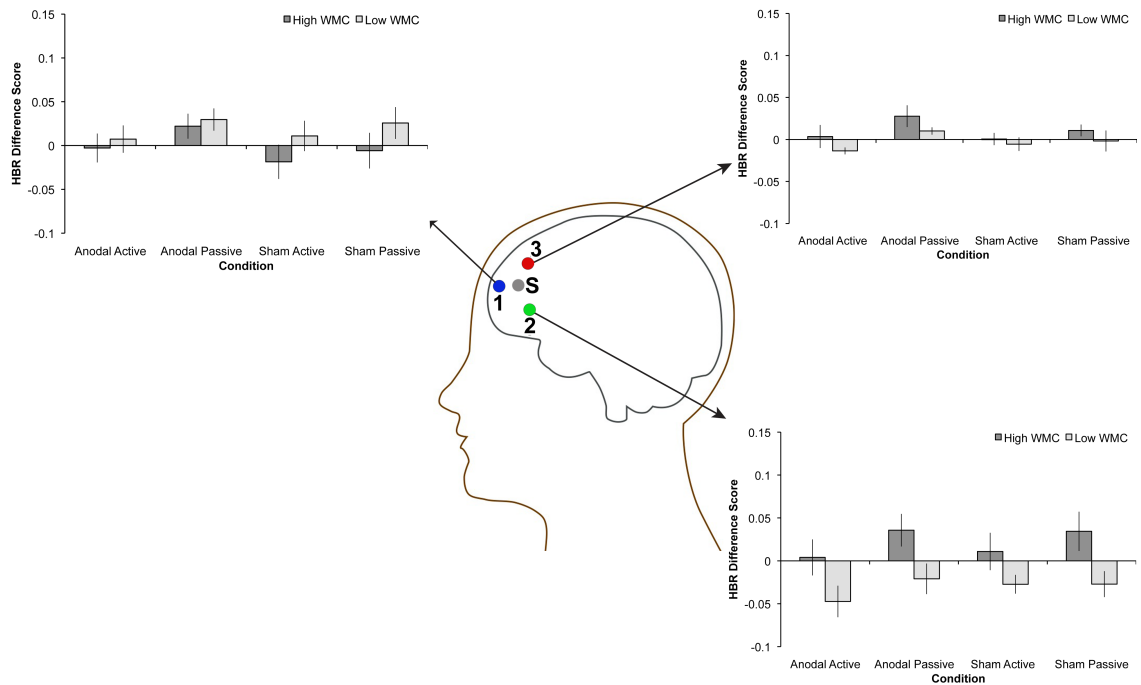 High WMC Low WMC
HBR Difference Score
0.15
0.1
0.05
0
-0.05
-0.1
Anodal Active Anodal Passive Sham Active Sham Passive
Condition
High WMC Low WMC
HBR Difference Score
0.15
0.1
0.05
0
-0.05
-0.1
Anodal Active Anodal Passive Sham Active Sham Passive
Condition
3
S
1
2
High WMC Low WMC
HBR Difference Score
0.15
0.1
0.05
0
-0.05
-0.1
Anodal Active Anodal Passive Sham Active Sham Passive
Condition